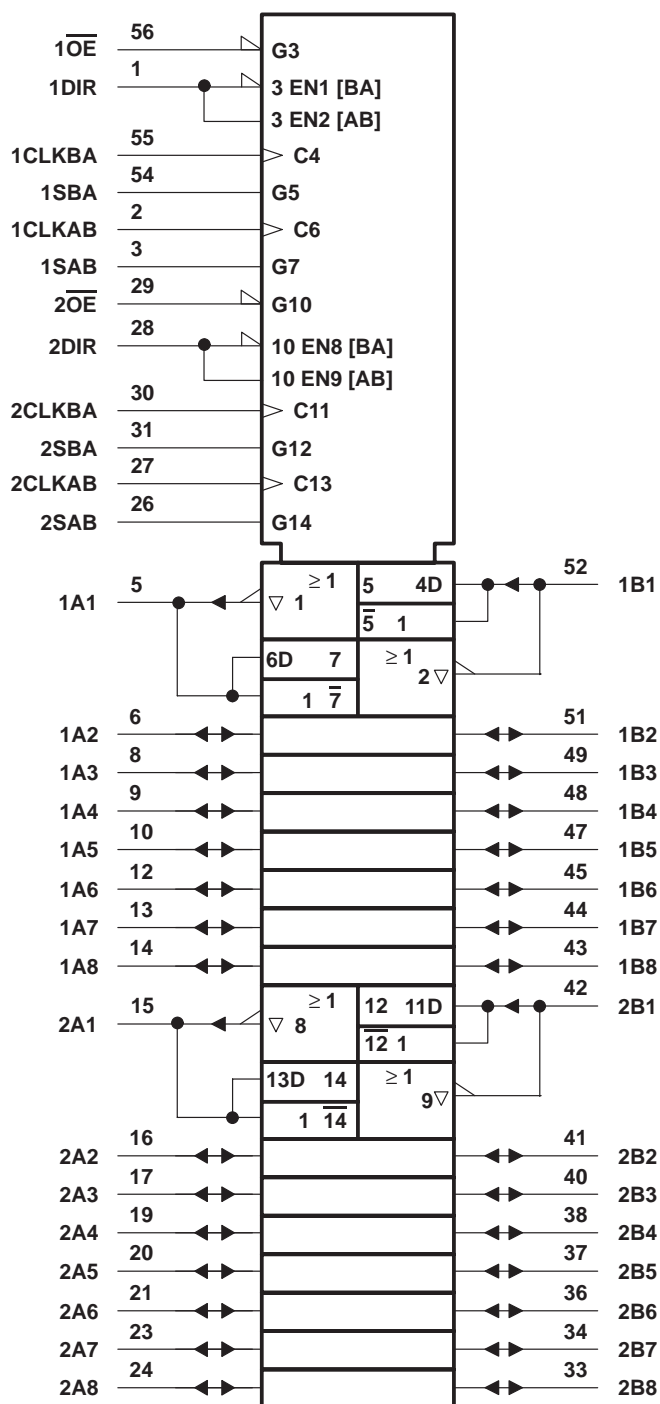 56
1O̅E̅ G3
1
1DIR 3 EN1 [BA]
3 EN2 [AB]
55
1CLKBA C4
54
1SBA G5
2
1CLKAB C6
3
1SAB G7
29
2O̅E̅ G10
28
2DIR 10 EN8 [BA]
10 EN9 [AB]
30
2CLKBA C11
31
2SBA G12
27
2CLKAB C13
26
2SAB G14
5 ≥ 1 5 4D 52
1A1 ▽ 1 5̅ 1 1B1
6D 7 ≥ 1
1 7̅ 2 ▽
6 51
1A2 1B2
8 49
1A3 1B3
9 48
1A4 1B4
10 47
1A5 1B5
12 45
1A6 1B6
13 44
1A7 1B7
14 43
1A8 1B8
15 ≥ 1 12 11D 42
2A1 ▽ 8 1̅2̅ 1 2B1
13D 14 ≥ 1
1 1̅4̅ 9 ▽
16 41
2A2 2B2
17 40
2A3 2B3
19 38
2A4 2B4
20 37
2A5 2B5
21 36
2A6 2B6
23 34
2A7 2B7
24 33
2A8 2B8